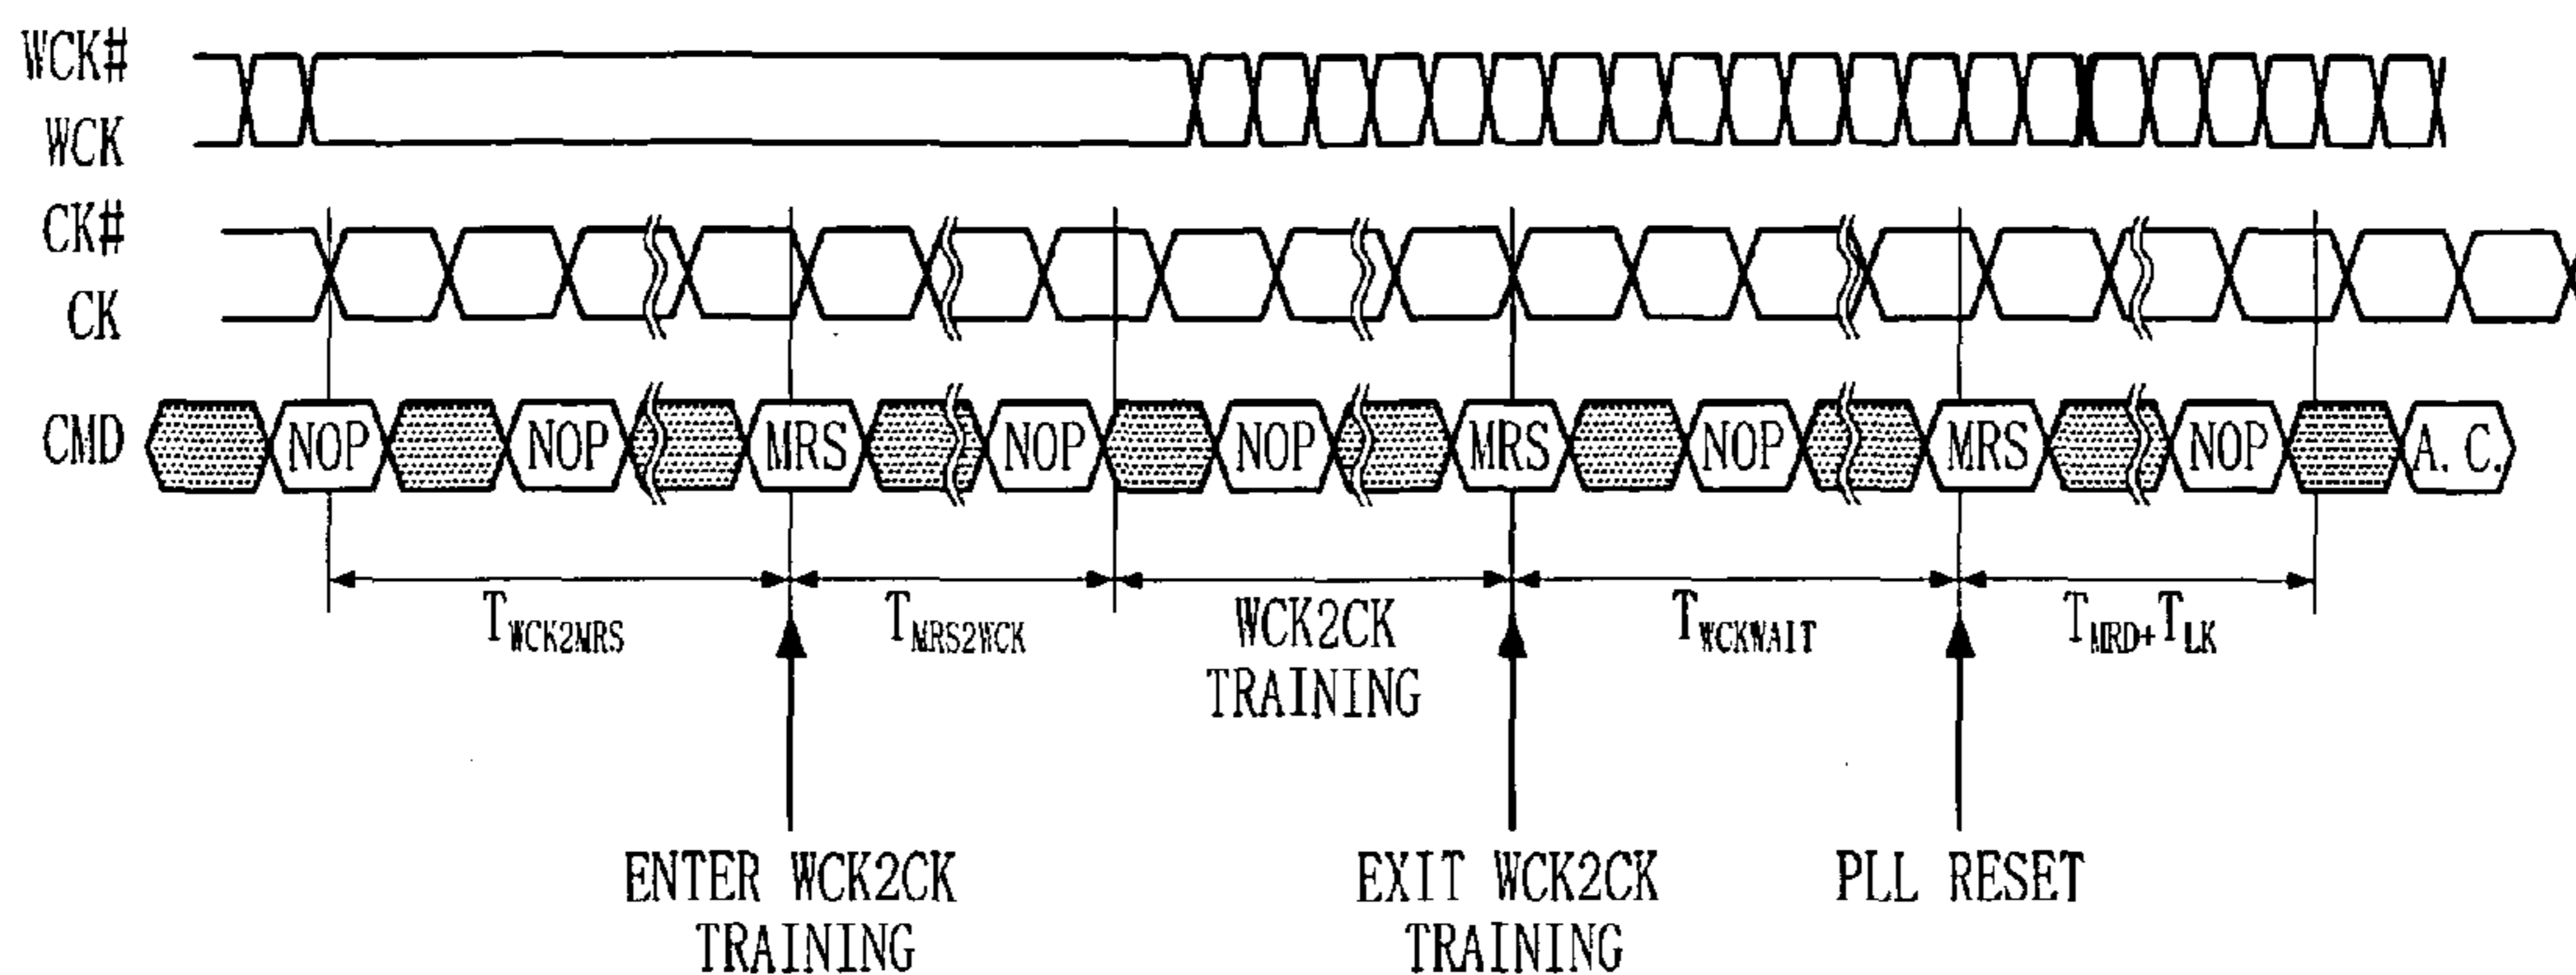 WCK#
WCK
CK#
CK
CMD
NOP NOP MRS NOP NOP MRS NOP MRS NOP A. C.
TWCK2MRS TMRS2WCK WCK2CK TRAINING TWCKWAIT TMRD+TLK
ENTER WCK2CK
TRAINING
EXIT WCK2CK
TRAINING
PLL RESET